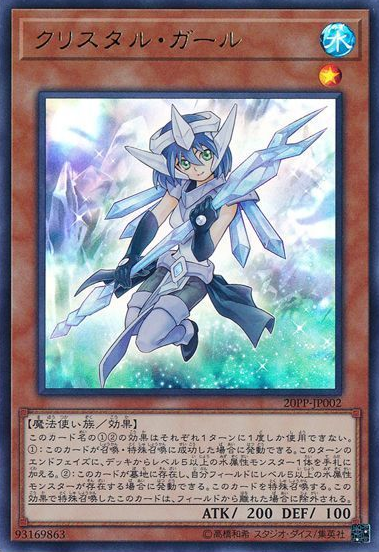 クリスタル・ガール
水
20PP-JP002
【魔法使い族／効果】
このカード名の①②の効果はそれぞれ１ターンに１度しか使用できない。
①：このカードが召喚・特殊召喚に成功した場合に発動できる。このターンの
エンドフェイズに、デッキからレベル５以上の水属性モンスター１体を手札に
加える。②：このカードが墓地に存在し、自分フィールドにレベル５以上の水属性
モンスターが存在する場合に発動できる。このカードを特殊召喚する。この
効果で特殊召喚したこのカードは、フィールドから離れた場合に除外される。
ATK/ 200 DEF/ 100
93169863
©高橋和希 スタジオ・ダイス/集英社